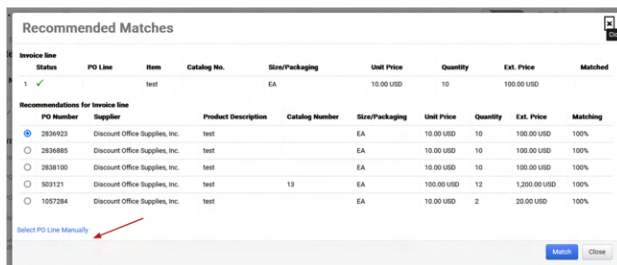 Recommended Matches
Clo
Invoice line
Status PO Line Item Catalog No. Size/Packaging Unit Price Quantity Ext. Price Matched
1 test EA 10.00 USD 10 100.00 USD
Recommendations for Invoice line
PO Number Supplier Product Description Catalog Number Size/Packaging Unit Price Quantity Ext. Price Matching
2836923 Discount Office Supplies, Inc. test EA 10.00 USD 10 100.00 USD 100%
2836885 Discount Office Supplies, Inc. test EA 10.00 USD 10 100.00 USD 100%
2838100 Discount Office Supplies, Inc. test EA 10.00 USD 10 100.00 USD 100%
503121 Discount Office Supplies, Inc. test 13 EA 100.00 USD 12 1,200.00 USD 100%
1057284 Discount Office Supplies, Inc. test EA 10.00 USD 2 20.00 USD 100%
Select PO Line Manually
Match Close